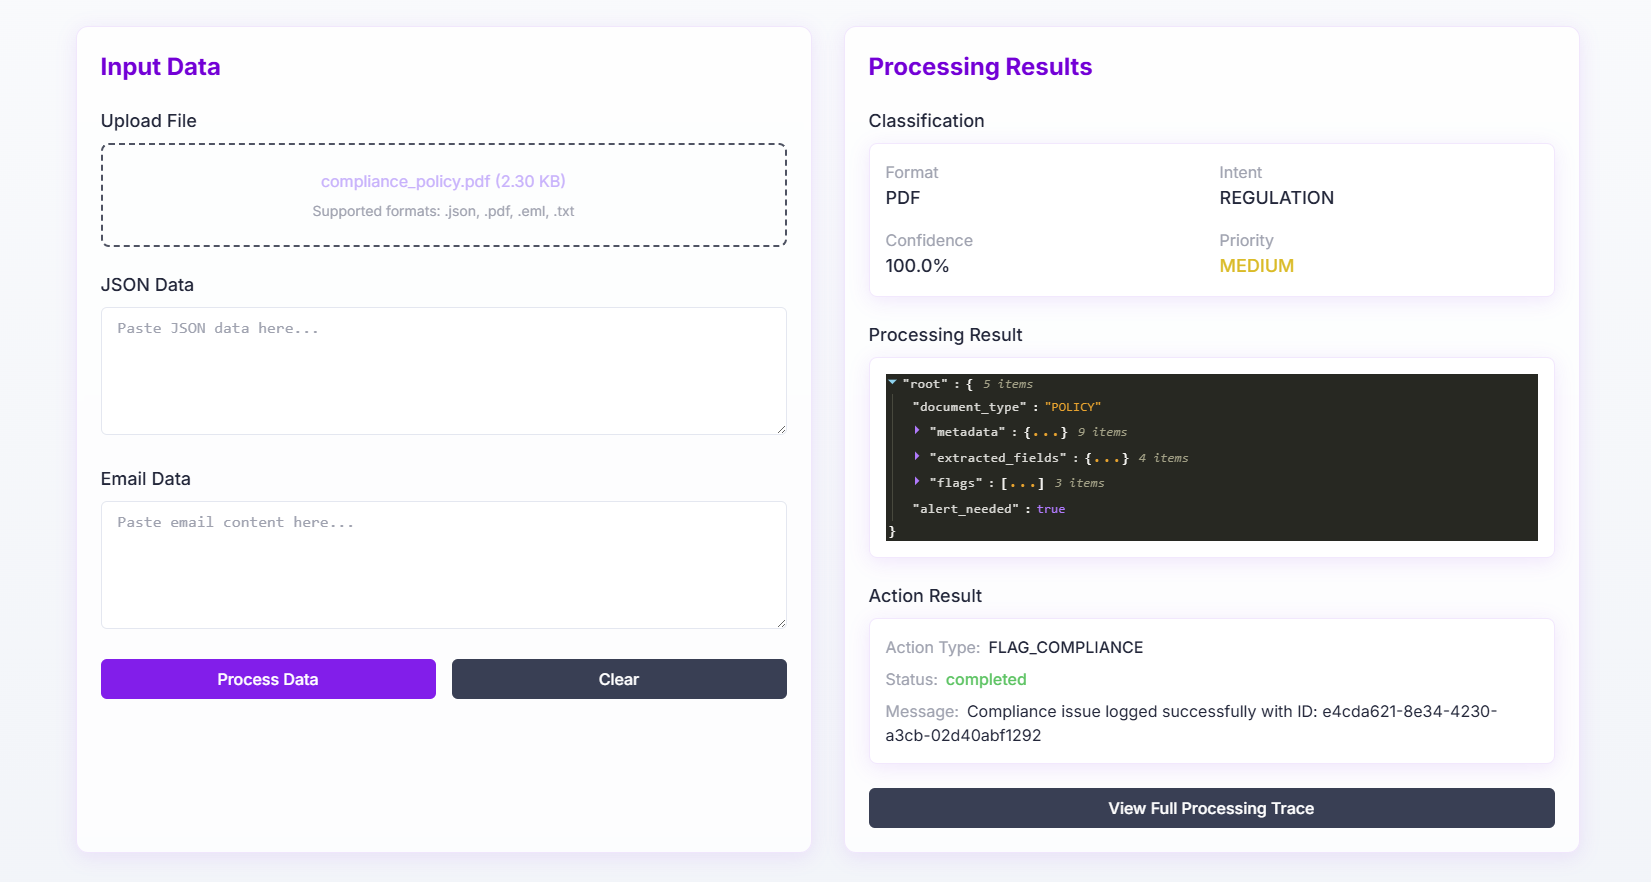 Input Data
Upload File
compliance_policy.pdf (2.30 KB)
Supported formats: .json, .pdf, .eml, .txt
JSON Data
Paste JSON data here...
Email Data
Paste email content here...
Process Data
Clear
Processing Results
Classification
Format
PDF
Intent
REGULATION
Confidence
100.0%
Priority
MEDIUM
Processing Result
"root" : { 5 items
"document_type" : "POLICY"
"metadata" : {...} 9 items
"extracted_fields" : {...} 4 items
"flags" : [...] 3 items
"alert_needed" : true
}
Action Result
Action Type: FLAG_COMPLIANCE
Status: completed
Message: Compliance issue logged successfully with ID: e4cda621-8e34-4230-
a3cb-02d40abf1292
View Full Processing Trace